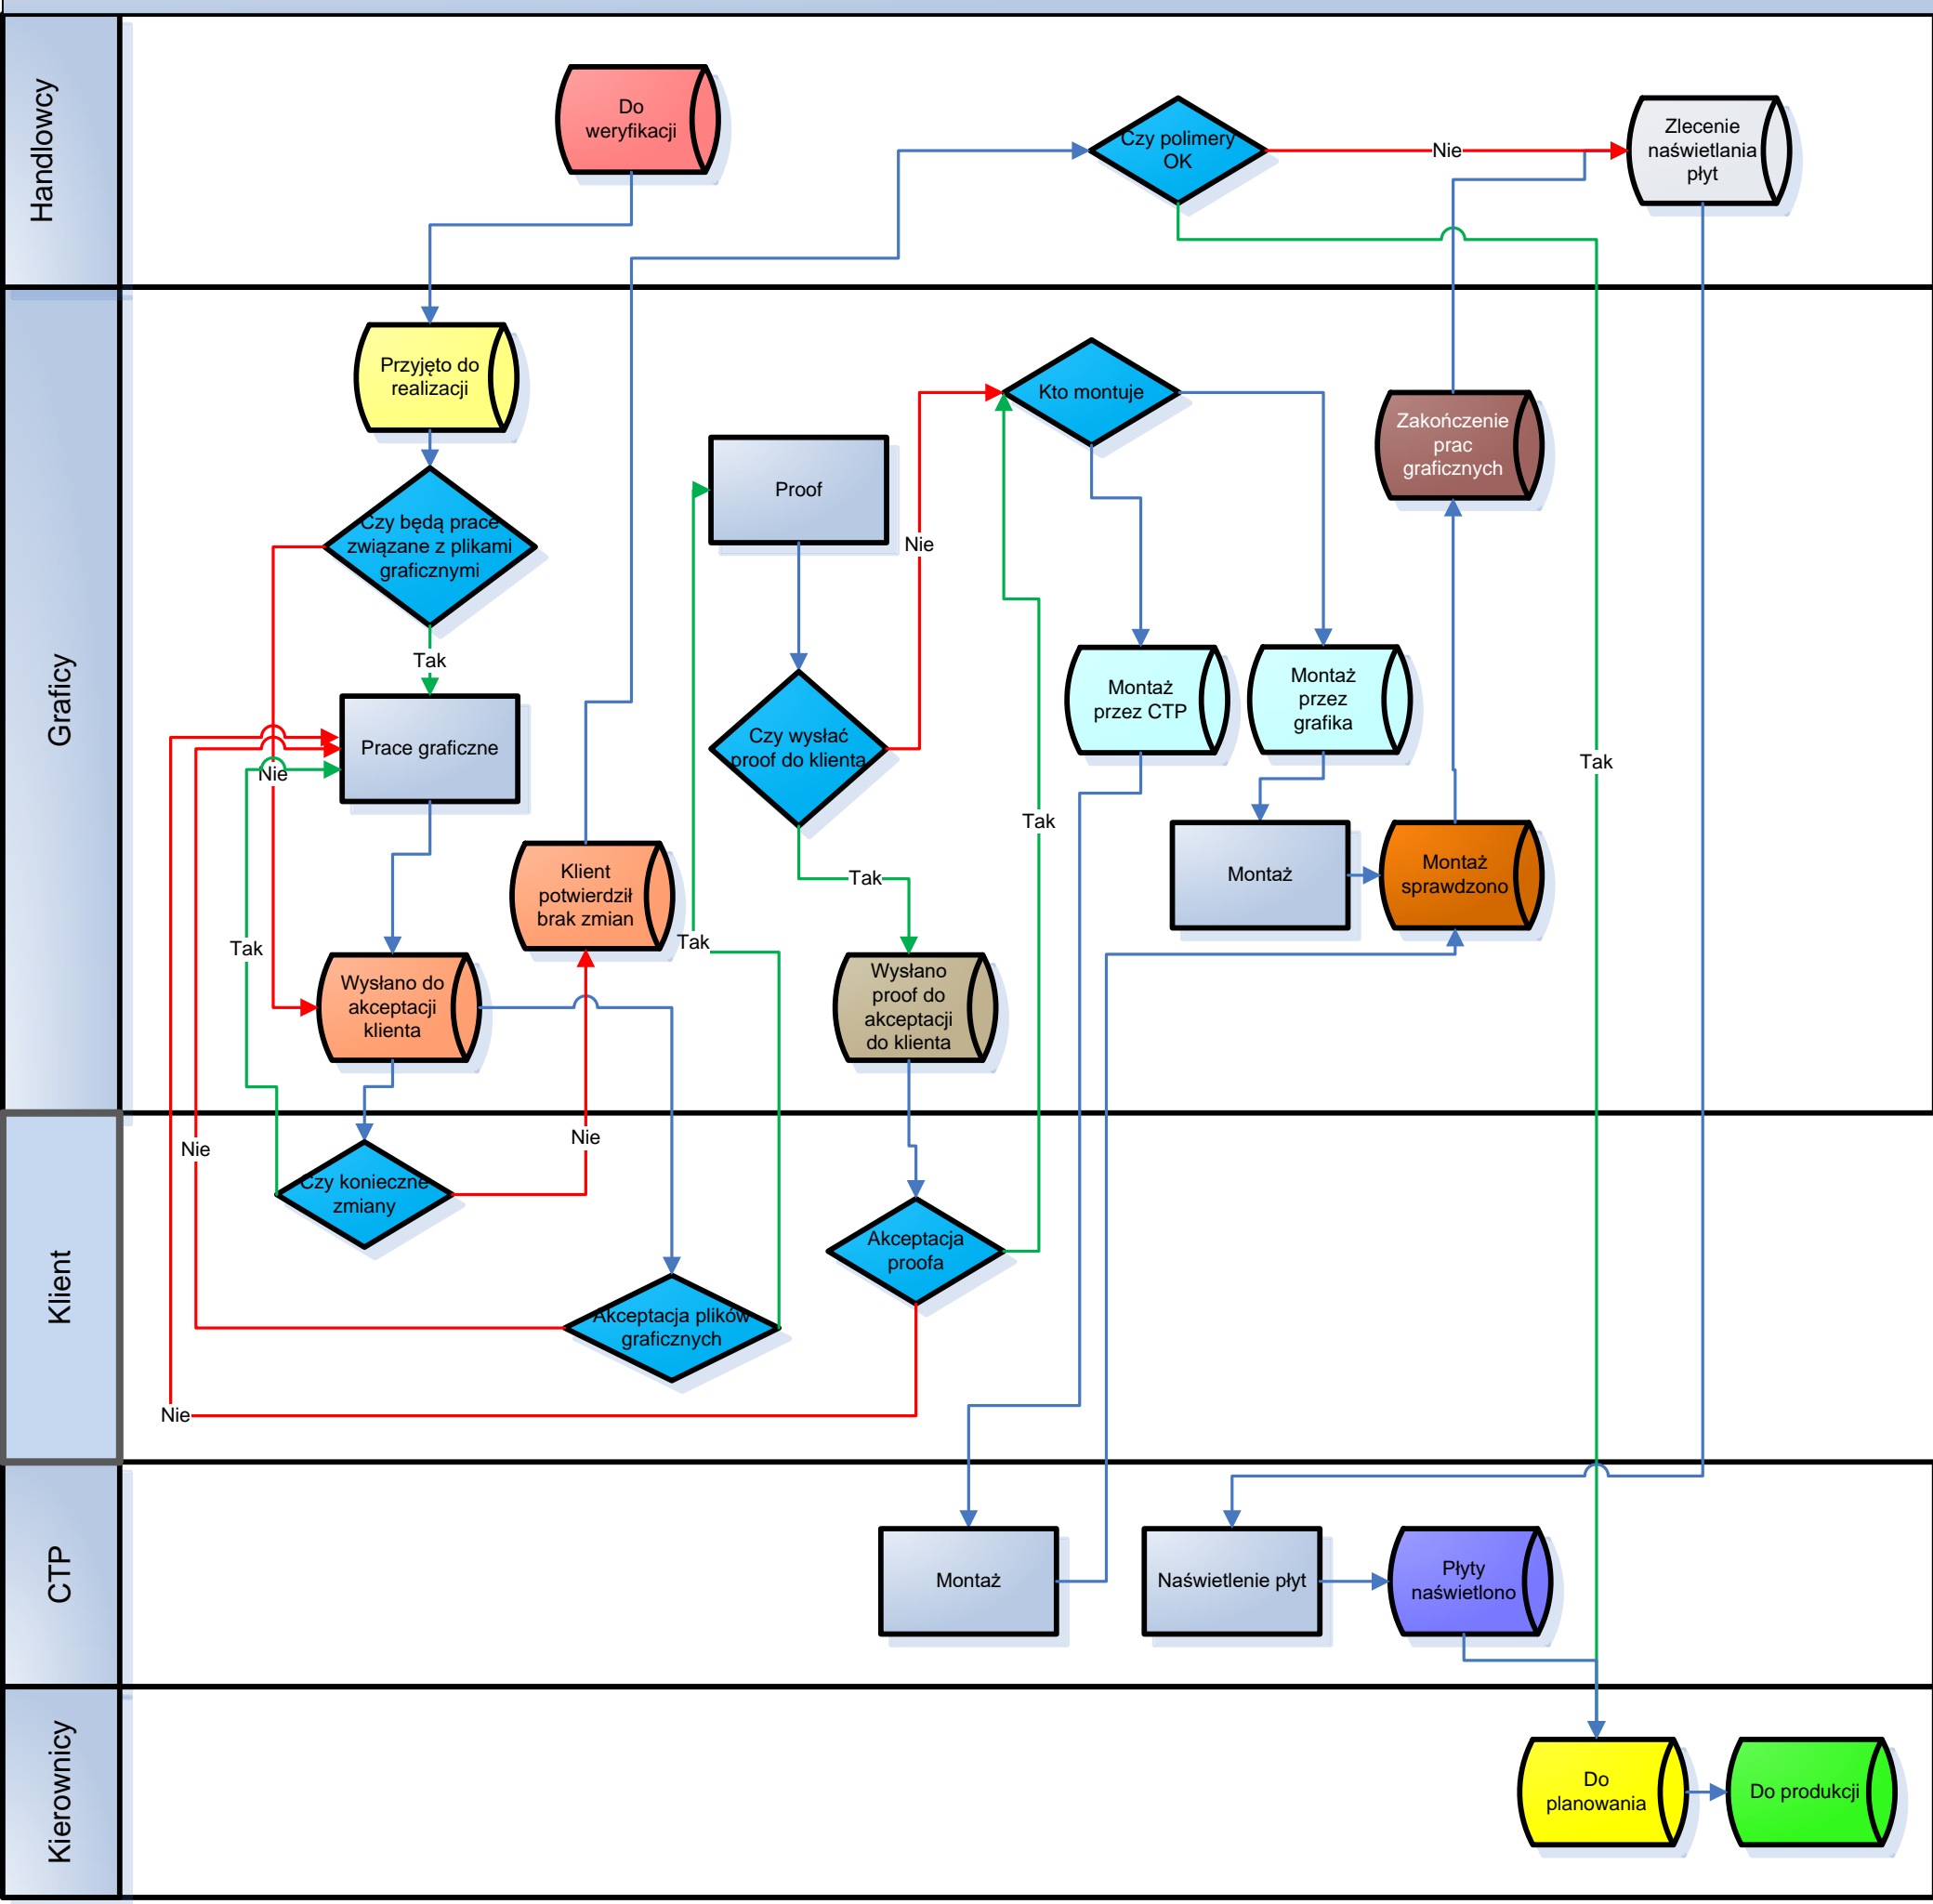 Handlowcy
Do
weryfikacji
Czy polimery
OK
Nie
Zlecenie
naświetlania
płyt
Graficy
Przyjęto do
realizacji
Czy będą prace
związane z plikami
graficznymi
Tak
Nie
Prace graficzne
Tak
Wysłano do
akceptacji
klienta
Klient
potwierdził
brak zmian
Tak
Proof
Nie
Czy wysłać
proof do klienta
Tak
Wysłano
proof do
akceptacji
do klienta
Kto montuje
Tak
Montaż
przez CTP
Montaż
przez
grafika
Montaż
Montaż
sprawdzono
Zakończenie
prac
graficznych
Tak
Klient
Nie
Czy konieczne
zmiany
Nie
Akceptacja plików
graficznych
Akceptacja
proofa
Nie
CTP
Montaż
Naświetlenie płyt
Płyty
naświetlono
Kierownicy
Do
planowania
Do produkcji